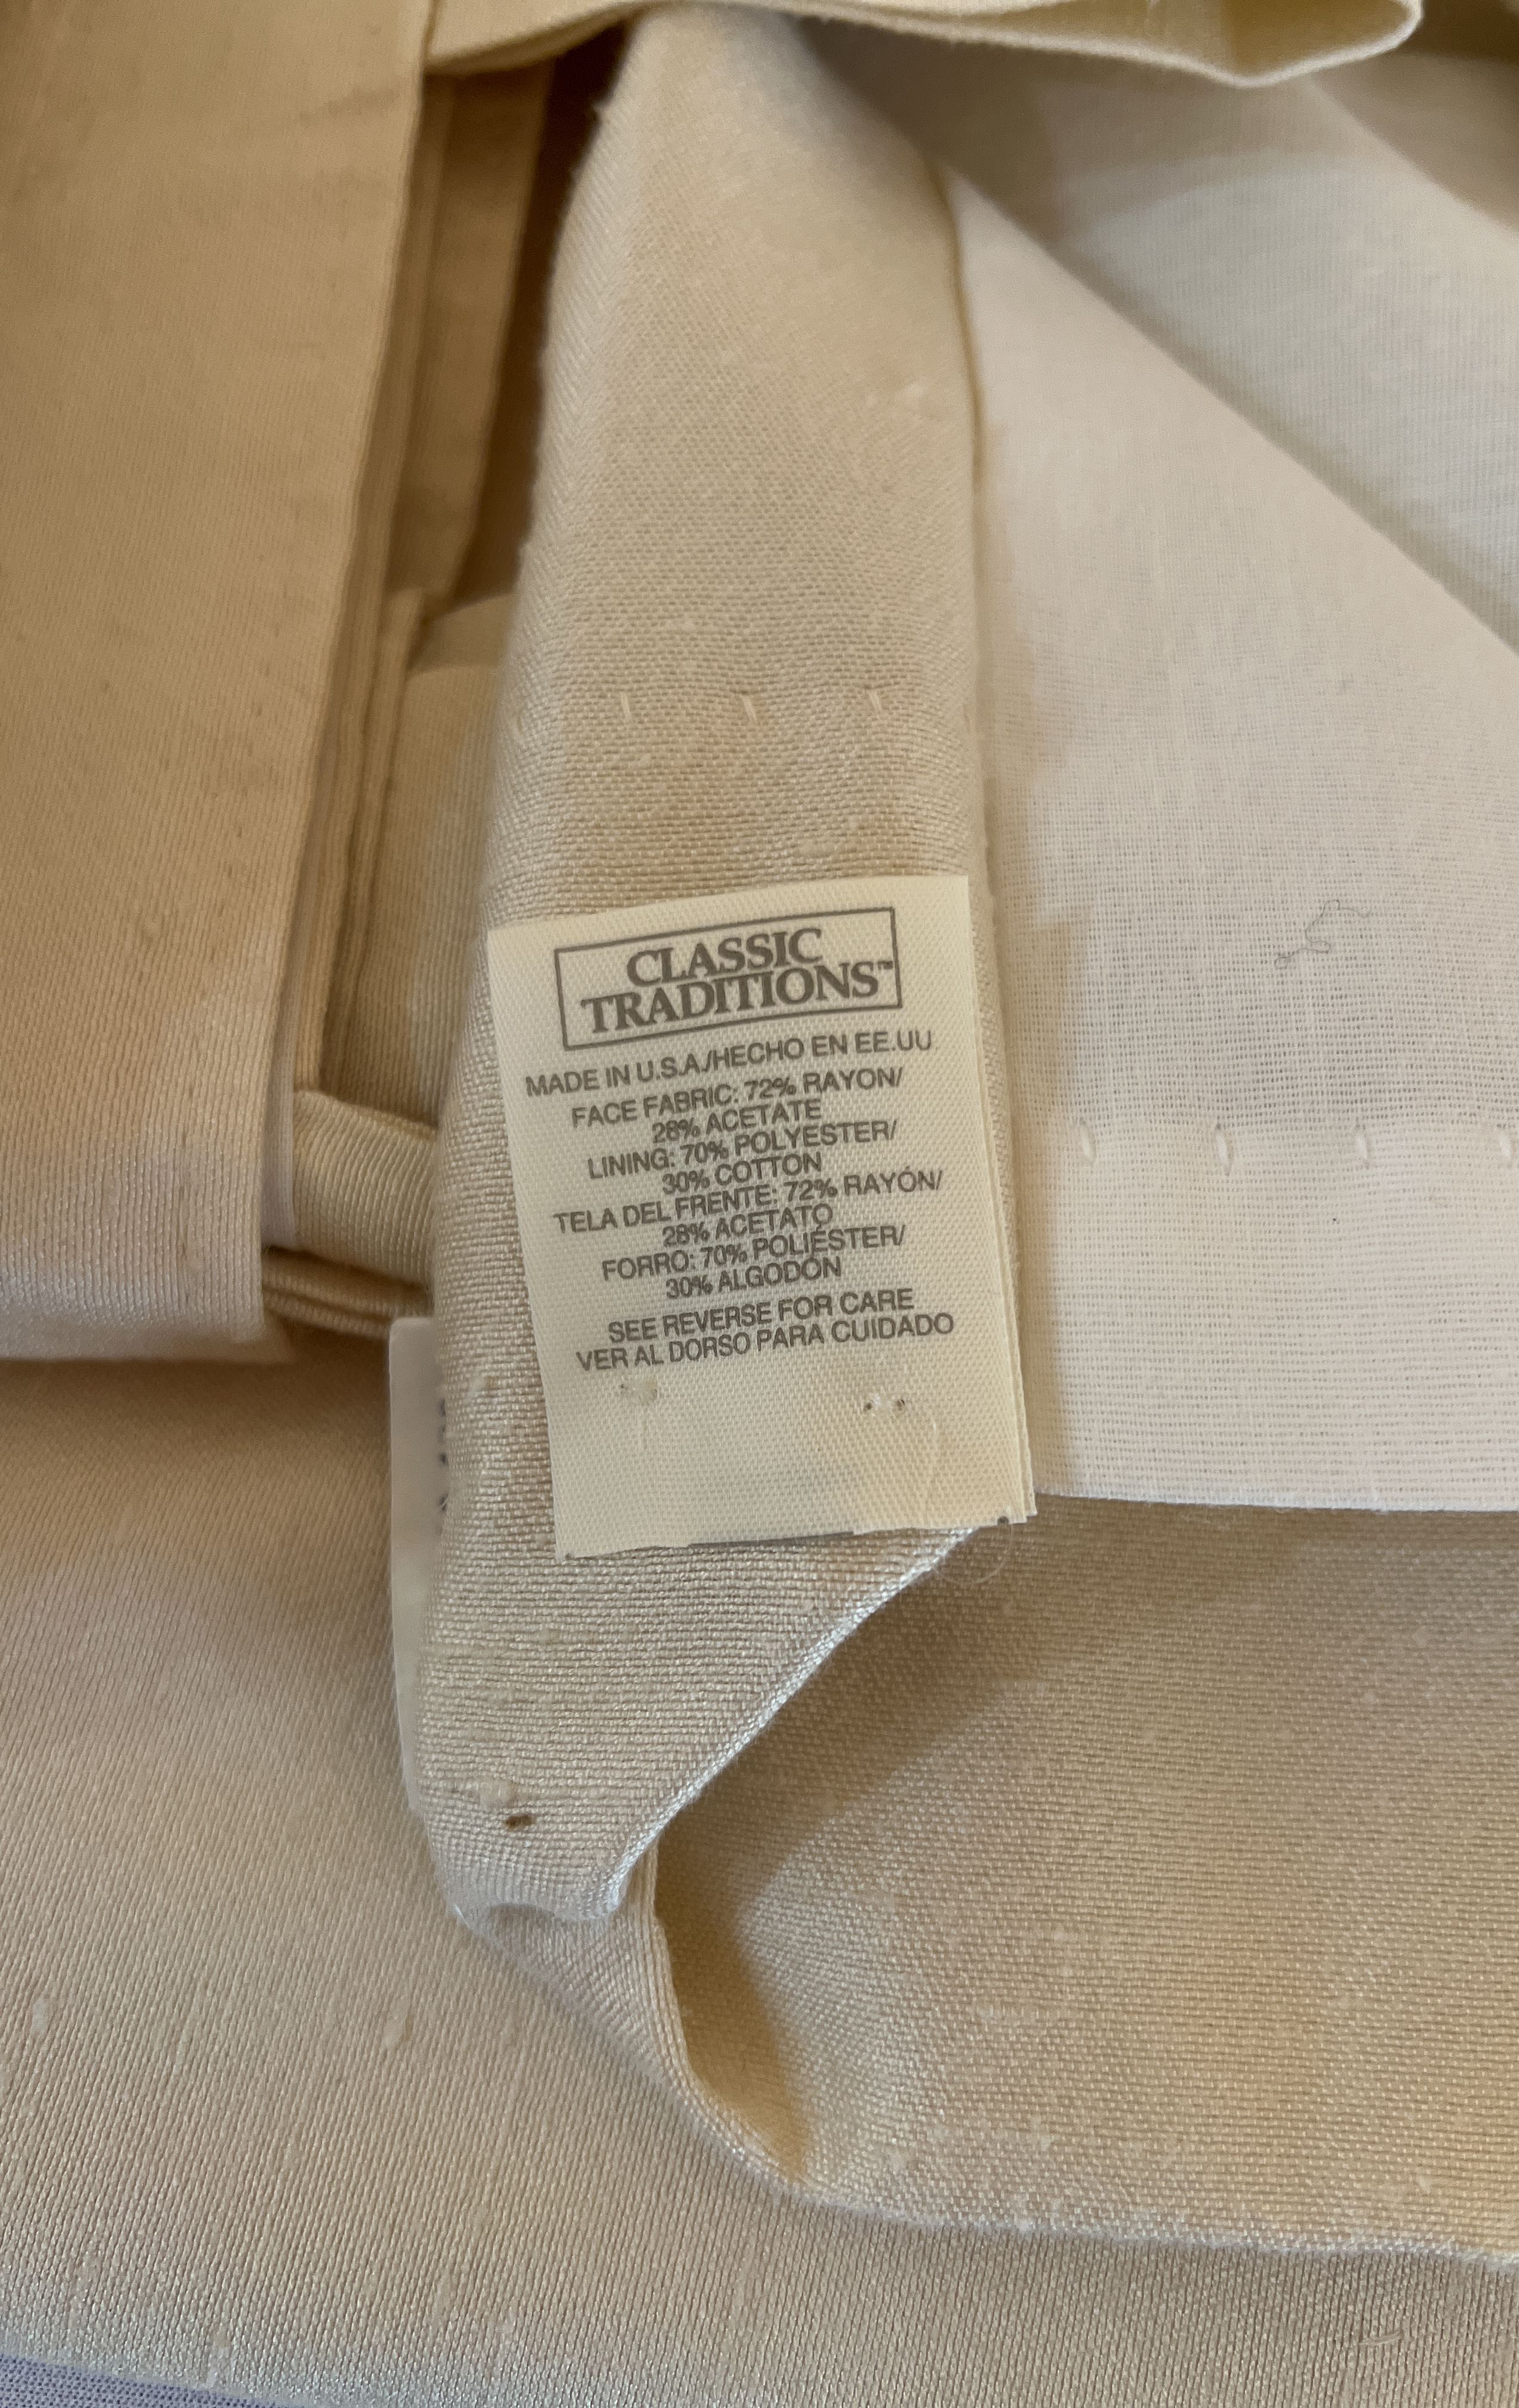 CLASSIC
TRADITIONS™
MADE IN U.S.A./HECHO EN EE.UU
FACE FABRIC: 72% RAYON/
28% ACETATE
LINING: 70% POLYESTER/
30% COTTON
TELA DEL FRENTE: 72% RAYÓN/
28% ACETATO
FORRO: 70% POLIÉSTER/
30% ALGODÓN
SEE REVERSE FOR CARE
VER AL DORSO PARA CUIDADO